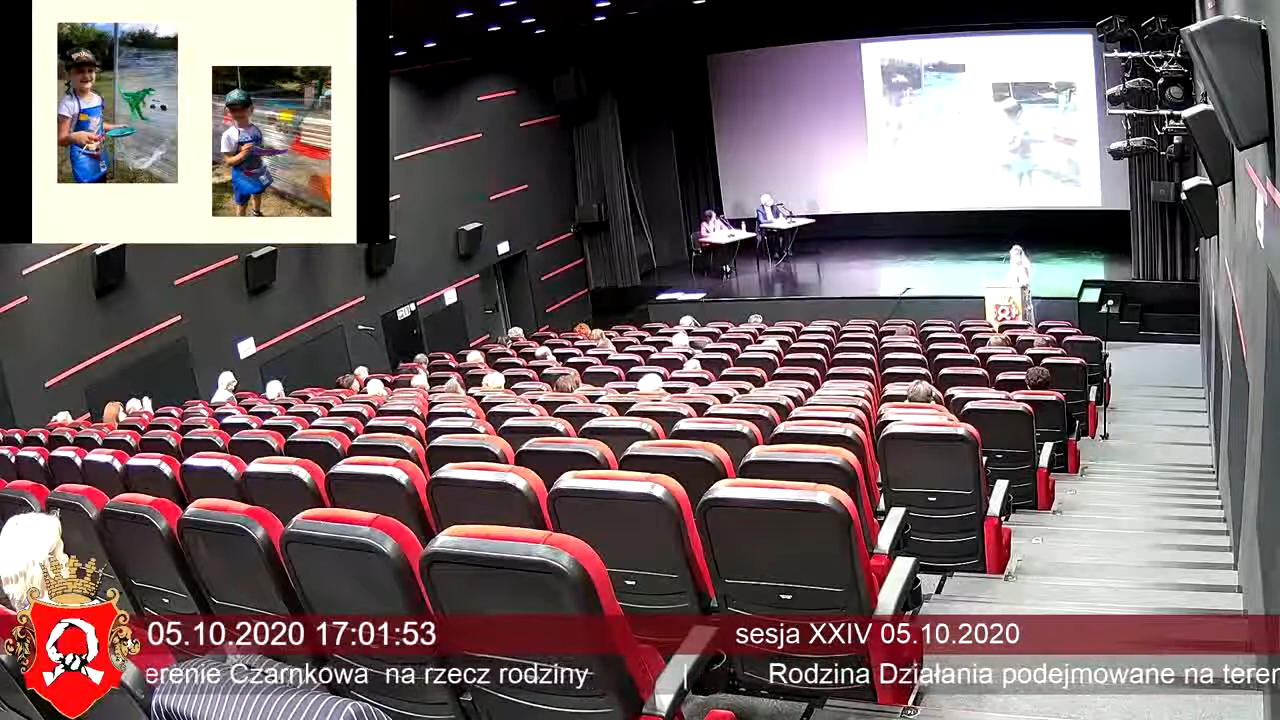 05.10.2020 17:01:53
sesja XXIV 05.10.2020
erenie Czarnkowa na rzecz rodziny | Rodzina Działania podejmowane na teren